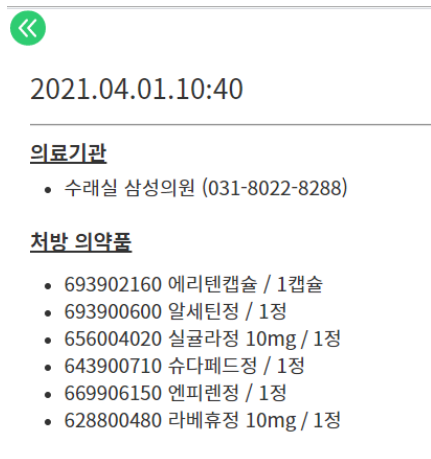 2021.04.01.10:40
의료기관
수래실 삼성의원 (031-8022-8288)
처방 의약품
693902160 에리텐캡슐 / 1캡슐
693900600 알세틴정 / 1정
656004020 실귤라정 10mg / 1정
643900710 슈다페드정 / 1정
669906150 엔피렌정 / 1정
628800480 라베휴정 10mg / 1정